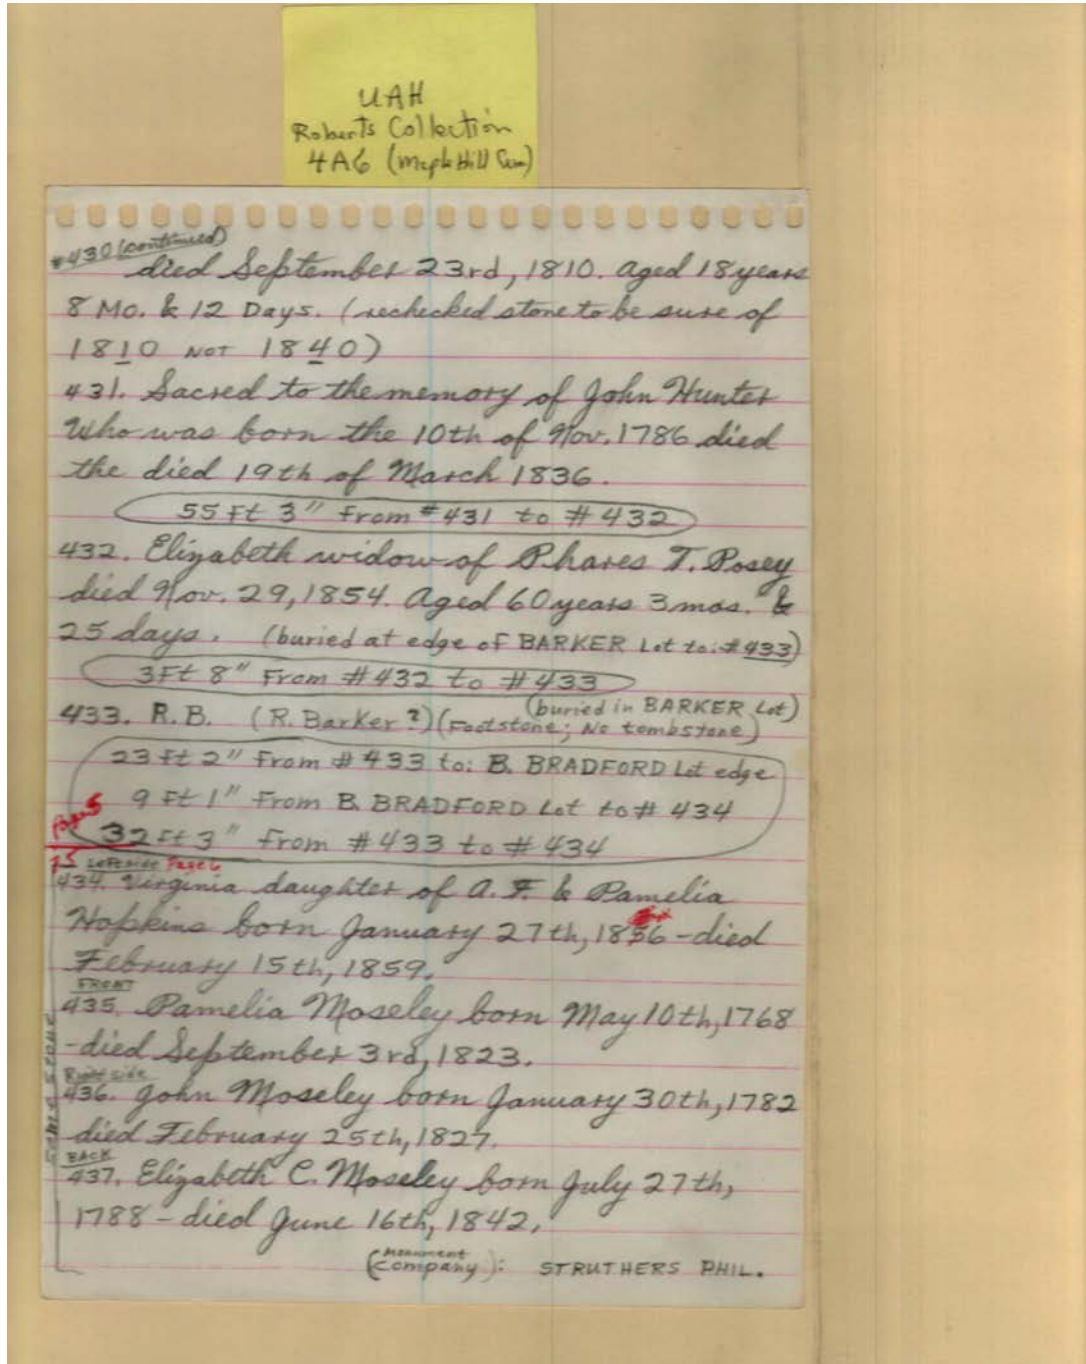 UAH
Roberts Collection
4A6 (Maple Hill Cem)
#430 (continued)
died September 23rd, 1810. Aged 18 years
8 Mo. & 12 Days. (rechecked stone to be sure of
1810 NOT 1840)
431. Sacred to the memory of John Hunter
Who was born the 10th of Nov. 1786 died
the died 19th of March 1836.
55 Ft 3" From #431 to #432
432. Elizabeth widow of Phares T. Posey
died Nov. 29, 1854. Aged 60 years 3 mos. &
25 days. (buried at edge of BARKER Lot to: #433)
3 Ft 8" From #432 to #433
(buried in BARKER Lot)
433. R.B. (R. Barker?) (Footstone; No tombstone)
23 Ft 2" From #433 to: B. BRADFORD Lot edge
9 Ft 1" From B. BRADFORD Lot to #434
Page 5
32 Ft 3" From #433 to #434
Left side Page 6
434. Virginia daughter of A. F. & Pamelia
Hopkins born January 27th, 1856 - died
February 15th, 1859.
FRONT
435. Pamelia Moseley born May 10th, 1768
- died September 3rd, 1823.
Right side
436. John Moseley born January 30th, 1782
died February 25th, 1827.
BACK
437. Elizabeth C. Moseley born July 27th,
1788 - died June 16th, 1842.
SAME STONE
(Monument
Company): STRUTHERS PHIL.